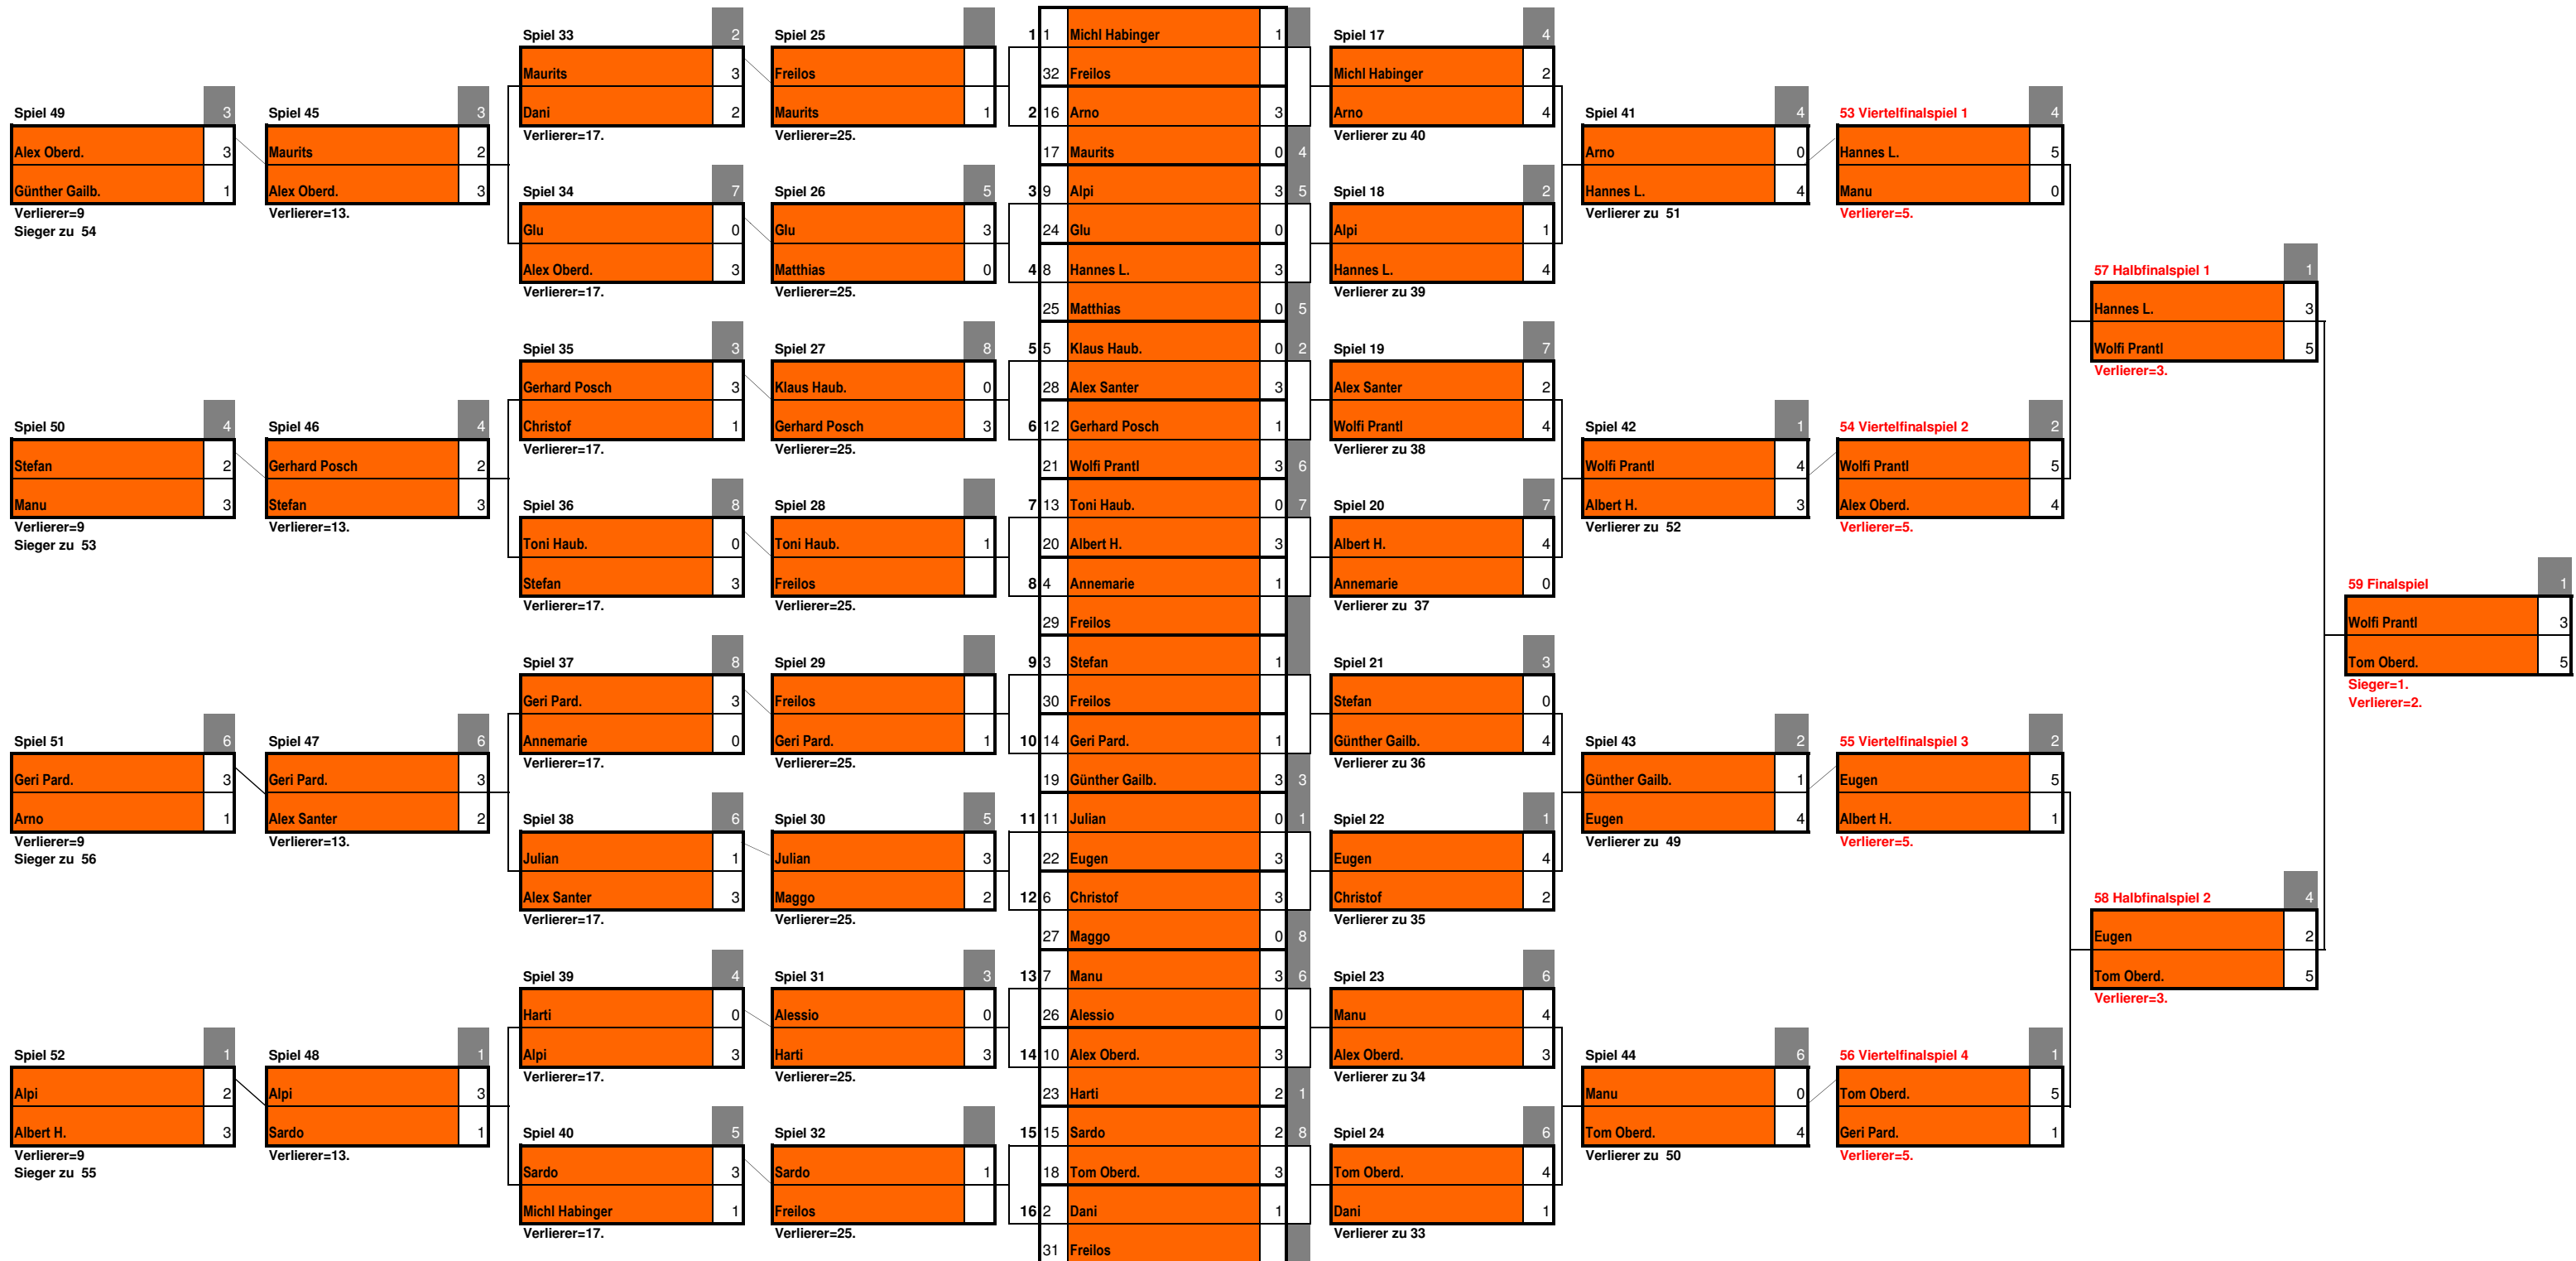 Spiel 49 3
Alex Oberd. 3
Günther Gailb. 1
Verlierer=9
Sieger zu 54
Spiel 50 4
Stefan 2
Manu 3
Verlierer=9
Sieger zu 53
Spiel 51 6
Geri Pard. 3
Arno 1
Verlierer=9
Sieger zu 56
Spiel 52 1
Alpi 2
Albert H. 3
Verlierer=9
Sieger zu 55
Spiel 45 3
Maurits 2
Alex Oberd. 3
Verlierer=13.
Spiel 46 4
Gerhard Posch 2
Stefan 3
Verlierer=13.
Spiel 47 6
Geri Pard. 3
Alex Santer 2
Verlierer=13.
Spiel 48 1
Alpi 3
Sardo 1
Verlierer=13.
Spiel 33 2
Maurits 3
Dani 2
Verlierer=17.
Spiel 34 7
Glu 0
Alex Oberd. 3
Verlierer=17.
Spiel 35 3
Gerhard Posch 3
Christof 1
Verlierer=17.
Spiel 36 8
Toni Haub. 0
Stefan 3
Verlierer=17.
Spiel 37 8
Geri Pard. 3
Annemarie 0
Verlierer=17.
Spiel 38 6
Julian 1
Alex Santer 3
Verlierer=17.
Spiel 39 4
Harti 0
Alpi 3
Verlierer=17.
Spiel 40 5
Sardo 3
Michl Habinger 1
Verlierer=17.
Spiel 25
Freilos
Maurits 1
Verlierer=25.
Spiel 26 5
Glu 3
Matthias 0
Verlierer=25.
Spiel 27 8
Klaus Haub. 0
Gerhard Posch 3
Verlierer=25.
Spiel 28
Toni Haub. 1
Freilos
Verlierer=25.
Spiel 29
Freilos
Geri Pard. 1
Verlierer=25.
Spiel 30 5
Julian 3
Maggo 2
Verlierer=25.
Spiel 31 3
Alessio 0
Harti 3
Verlierer=25.
Spiel 32
Sardo 1
Freilos
Verlierer=25.
1 1 Michl Habinger 1
32 Freilos
2 16 Arno 3
17 Maurits 0 4
3 9 Alpi 3 5
24 Glu 0
4 8 Hannes L. 3
25 Matthias 0 5
5 5 Klaus Haub. 0 2
28 Alex Santer 3
6 12 Gerhard Posch 1
21 Wolfi Prantl 3 6
7 13 Toni Haub. 0 7
20 Albert H. 3
8 4 Annemarie 1
29 Freilos
9 3 Stefan 1
30 Freilos
10 14 Geri Pard. 1
19 Günther Gailb. 3 3
11 11 Julian 0 1
22 Eugen 3
12 6 Christof 3
27 Maggo 0 8
13 7 Manu 3 6
26 Alessio 0
14 10 Alex Oberd. 3
23 Harti 2 1
15 15 Sardo 2 8
18 Tom Oberd. 3
16 2 Dani 1
31 Freilos
Spiel 17 4
Michl Habinger 2
Arno 4
Verlierer zu 40
Spiel 18 2
Alpi 1
Hannes L. 4
Verlierer zu 39
Spiel 19 7
Alex Santer 2
Wolfi Prantl 4
Verlierer zu 38
Spiel 20 7
Albert H. 4
Annemarie 0
Verlierer zu 37
Spiel 21 3
Stefan 0
Günther Gailb. 4
Verlierer zu 36
Spiel 22 1
Eugen 4
Christof 2
Verlierer zu 35
Spiel 23 6
Manu 4
Alex Oberd. 3
Verlierer zu 34
Spiel 24 6
Tom Oberd. 4
Dani 1
Verlierer zu 33
Spiel 41 4
Arno 0
Hannes L. 4
Verlierer zu 51
Spiel 42 1
Wolfi Prantl 4
Albert H. 3
Verlierer zu 52
Spiel 43 2
Günther Gailb. 1
Eugen 4
Verlierer zu 49
Spiel 44 6
Manu 0
Tom Oberd. 4
Verlierer zu 50
53 Viertelfinalspiel 1 4
Hannes L. 5
Manu 0
Verlierer=5.
54 Viertelfinalspiel 2 2
Wolfi Prantl 5
Alex Oberd. 4
Verlierer=5.
55 Viertelfinalspiel 3 2
Eugen 5
Albert H. 1
Verlierer=5.
56 Viertelfinalspiel 4 1
Tom Oberd. 5
Geri Pard. 1
Verlierer=5.
57 Halbfinalspiel 1 1
Hannes L. 3
Wolfi Prantl 5
Verlierer=3.
58 Halbfinalspiel 2 4
Eugen 2
Tom Oberd. 5
Verlierer=3.
59 Finalspiel 1
Wolfi Prantl 3
Tom Oberd. 5
Sieger=1.
Verlierer=2.